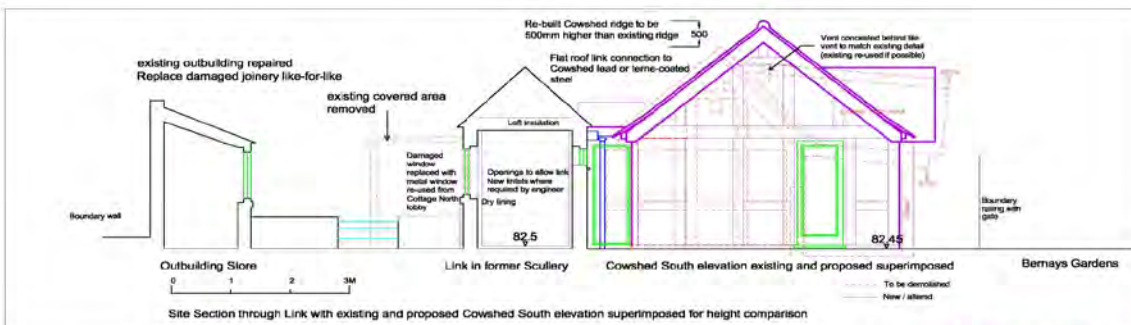 Re-built Cowshed ridge to be
500mm higher than existing ridge
500
Vent concealed behind tile
vent to match existing detail
(existing re-used if possible)
existing outbuilding repaired
Replace damaged joinery like-for-like
Flat roof link connection to
Cowshed lead or terne-coated
steel
existing covered area
removed
Loft insulation
Damaged
window
replaced with
metal window
re-used from
Cottage North
lobby
Openings to allow link
New lintels where
required by engineer
Dry lining
Boundary wall
Boundary
railing with
gate
82.5
82.45
Outbuilding Store
Link in former Scullery
Cowshed South elevation existing and proposed superimposed
Bernays Gardens
0 1 2 3M
To be demolished
New / altered
Site Section through Link with existing and proposed Cowshed South elevation superimposed for height comparison